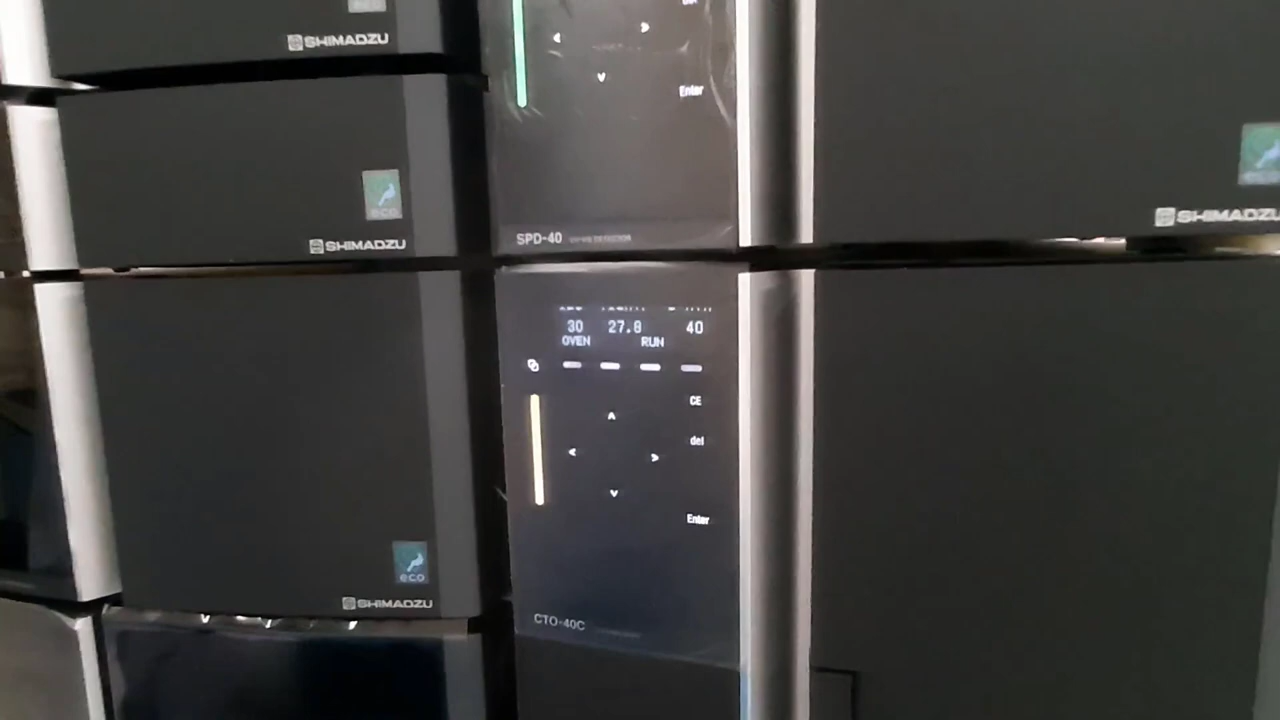 SHIMADZU
Enter
eco
SHIMADZU
SPD-40
SHIMADZU
30 27.8 40
OVEN RUN
CE
del
Enter
eco
SHIMADZU
CTO-40C